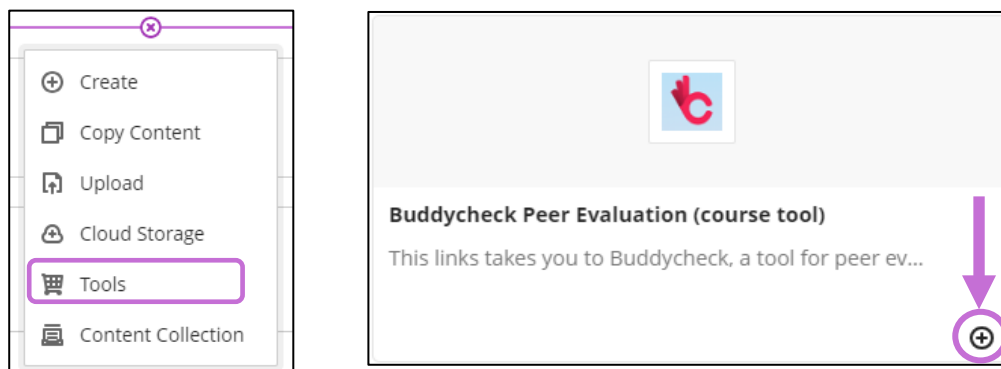 Create
Copy Content
Upload
Cloud Storage
Tools
Content Collection
Buddycheck Peer Evaluation (course tool)
This links takes you to Buddycheck, a tool for peer ev...